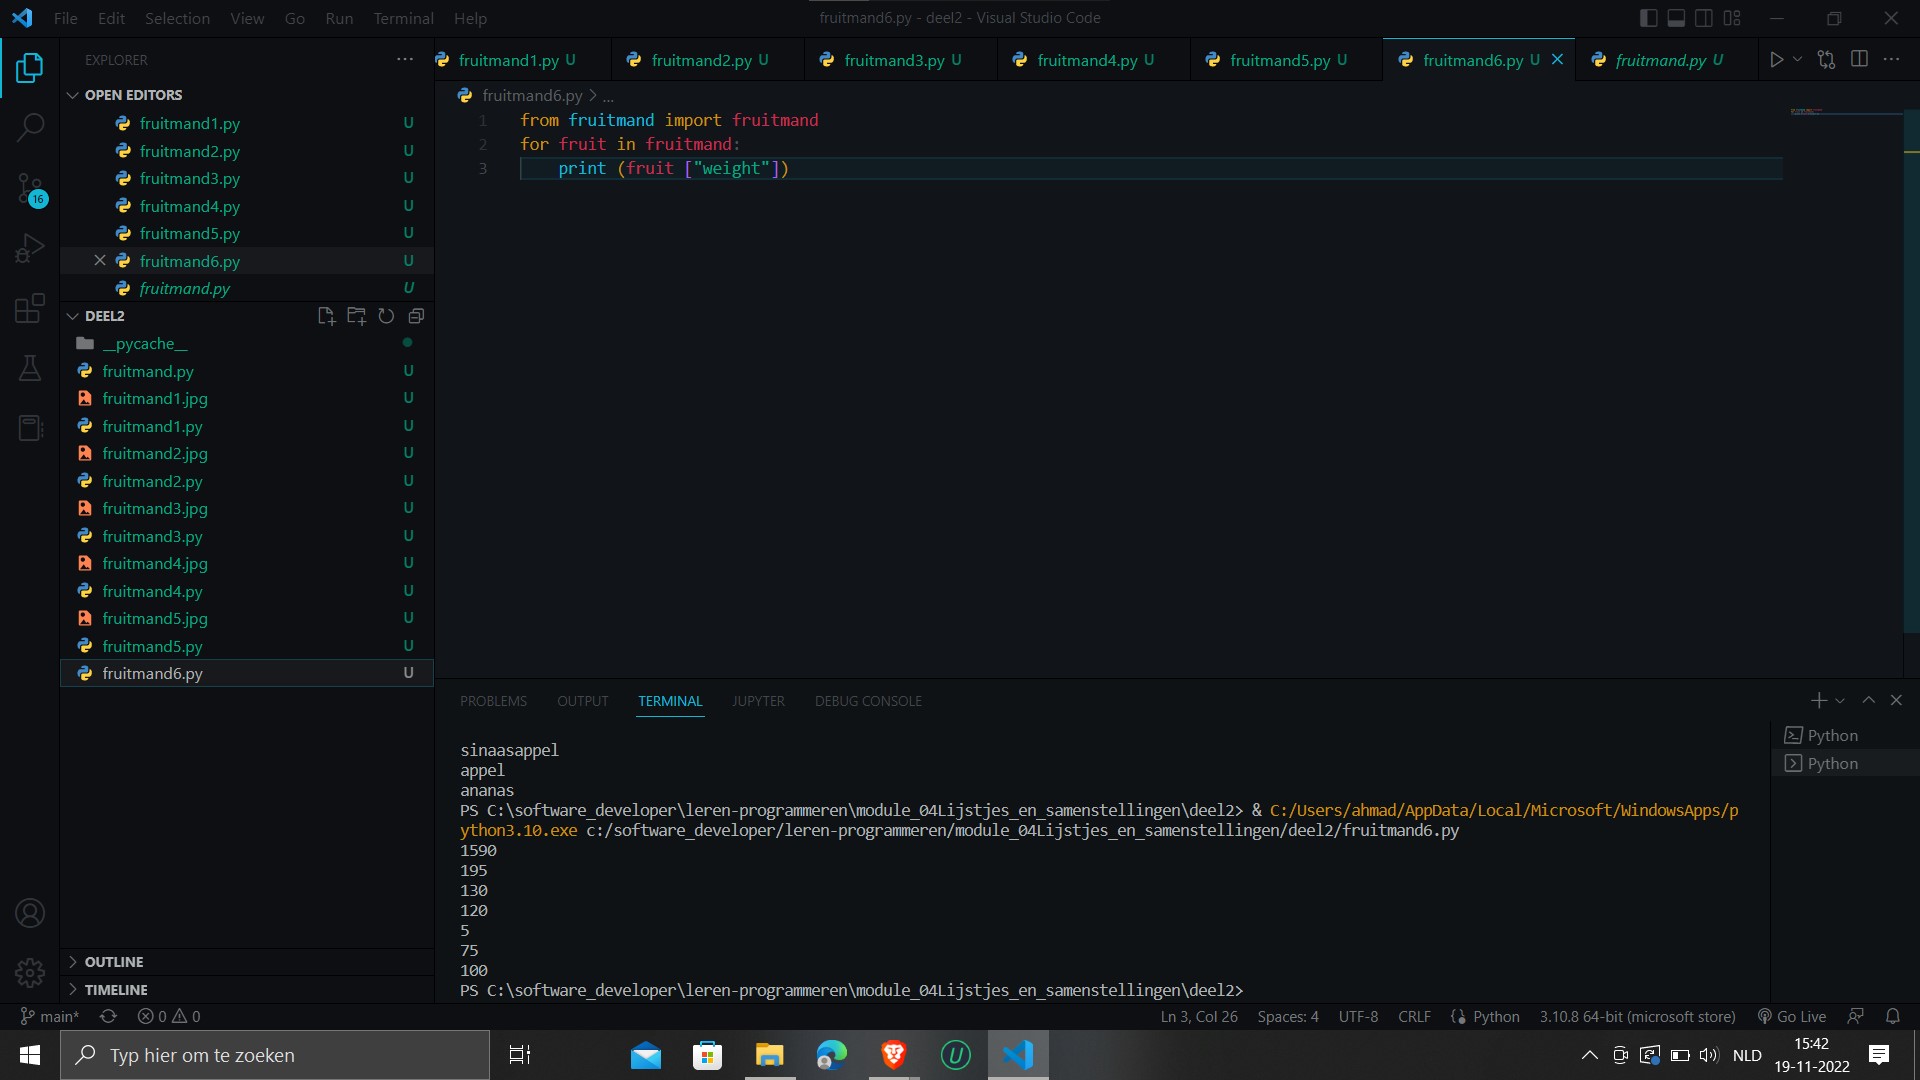 File Edit Selection View Go Run Terminal Help
fruitmand6.py - deel2 - Visual Studio Code
EXPLORER
OPEN EDITORS
fruitmand1.py U
fruitmand2.py U
fruitmand3.py U
fruitmand4.py U
fruitmand5.py U
fruitmand6.py U
fruitmand.py U
DEEL2
__pycache__
fruitmand.py U
fruitmand1.jpg U
fruitmand1.py U
fruitmand2.jpg U
fruitmand2.py U
fruitmand3.jpg U
fruitmand3.py U
fruitmand4.jpg U
fruitmand4.py U
fruitmand5.jpg U
fruitmand5.py U
fruitmand6.py U
OUTLINE
TIMELINE
16
fruitmand1.py U fruitmand2.py U fruitmand3.py U fruitmand4.py U fruitmand5.py U fruitmand6.py U fruitmand.py U
fruitmand6.py > ...
1 from fruitmand import fruitmand
2 for fruit in fruitmand:
3 print (fruit ["weight"])
PROBLEMS OUTPUT TERMINAL JUPYTER DEBUG CONSOLE
Python
Python
sinaasappel
appel
ananas
PS C:\software_developer\leren-programmeren\module_04Lijstjes_en_samenstellingen\deel2> & C:/Users/ahmad/AppData/Local/Microsoft/WindowsApps/p
ython3.10.exe c:/software_developer/leren-programmeren/module_04Lijstjes_en_samenstellingen/deel2/fruitmand6.py
1590
195
130
120
5
75
100
PS C:\software_developer\leren-programmeren\module_04Lijstjes_en_samenstellingen\deel2>
main* 0 0 Ln 3, Col 26 Spaces: 4 UTF-8 CRLF Python 3.10.8 64-bit (microsoft store) Go Live
Typ hier om te zoeken
NLD
15:42
19-11-2022